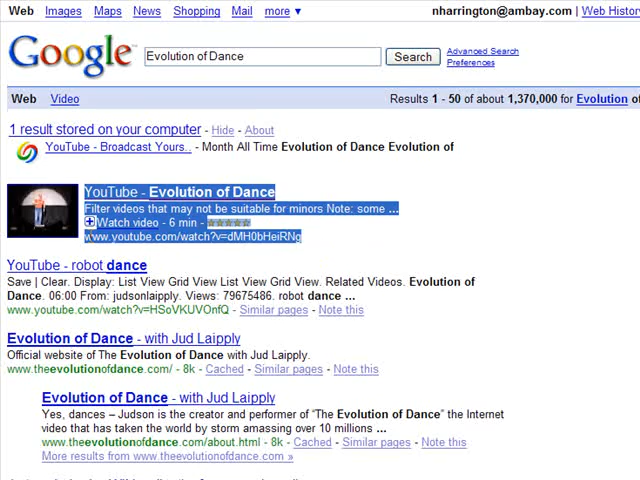 Web Images Maps News Shopping Mail more ▼ nharrington@ambay.com | Web History
Google™ Evolution of Dance Search Advanced Search
Preferences
Web Video Results 1 - 50 of about 1,370,000 for Evolution of
1 result stored on your computer - Hide - About
YouTube - Broadcast Yours.. - Month All Time Evolution of Dance Evolution of
YouTube - Evolution of Dance
Filter videos that may not be suitable for minors Note: some ...
Watch video - 6 min -
www.youtube.com/watch?v=dMH0bHeiRNg
YouTube - robot dance
Save | Clear. Display: List View Grid View List View Grid View. Related Videos. Evolution of
Dance. 06:00 From: judsonlaipply. Views: 79675486. robot dance ...
www.youtube.com/watch?v=HSoVKUVOnfQ - Similar pages - Note this
Evolution of Dance - with Jud Laipply
Official website of The Evolution of Dance with Jud Laipply.
www.theevolutionofdance.com/ - 8k - Cached - Similar pages - Note this
Evolution of Dance - with Jud Laipply
Yes, dances – Judson is the creator and performer of “The Evolution of Dance” the Internet
video that has taken the world by storm amassing over 10 millions ...
www.theevolutionofdance.com/about.html - 8k - Cached - Similar pages - Note this
More results from www.theevolutionofdance.com »